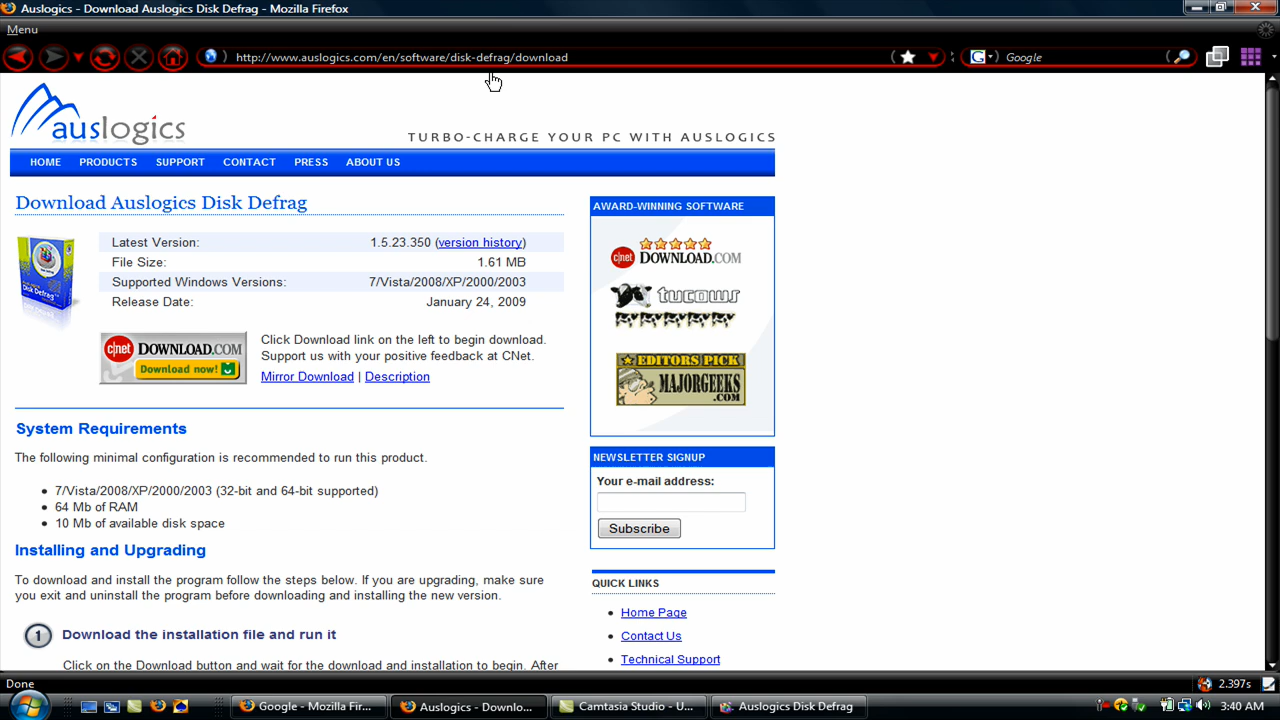 Auslogics - Download Auslogics Disk Defrag - Mozilla Firefox
Menu
http://www.auslogics.com/en/software/disk-defrag/download
Google
auslogics
TURBO-CHARGE YOUR PC WITH AUSLOGICS
HOME PRODUCTS SUPPORT CONTACT PRESS ABOUT US
Download Auslogics Disk Defrag
Latest Version: 1.5.23.350 (version history)
File Size: 1.61 MB
Supported Windows Versions: 7/Vista/2008/XP/2000/2003
Release Date: January 24, 2009
Disk Defrag
c|net DOWNLOAD.COM
Download now!
Click Download link on the left to begin download.
Support us with your positive feedback at CNet.
Mirror Download | Description
System Requirements
The following minimal configuration is recommended to run this product.
7/Vista/2008/XP/2000/2003 (32-bit and 64-bit supported)
64 Mb of RAM
10 Mb of available disk space
Installing and Upgrading
To download and install the program follow the steps below. If you are upgrading, make sure
you exit and uninstall the program before downloading and installing the new version.
1 Download the installation file and run it
Click on the Download button and wait for the download and installation to begin. After
AWARD-WINNING SOFTWARE
c|net DOWNLOAD.COM
tucows
EDITORS PICK
MAJORGEEKS
.COM
NEWSLETTER SIGNUP
Your e-mail address:
Subscribe
QUICK LINKS
Home Page
Contact Us
Technical Support
Done
2.397s
Google - Mozilla Fir...
Auslogics - Downlo...
Camtasia Studio - U...
Auslogics Disk Defrag
3:40 AM